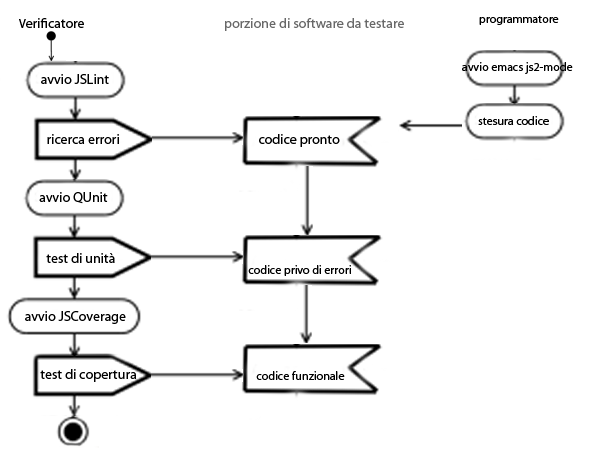 Verificatore
porzione di software da testare
programmatore
avvio JSLint
avvio emacs js2-mode
stesura codice
ricerca errori
codice pronto
avvio QUnit
test di unità
codice privo di errori
avvio JSCoverage
test di copertura
codice funzionale